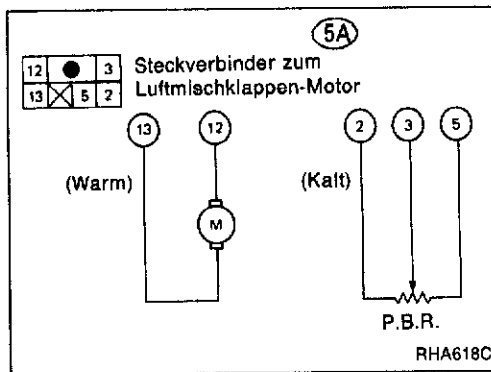 5A
12 3 Steckverbinder zum
13 5 2 Luftmischklappen-Motor
13 12 2 3 5
(Warm) (Kalt)
M
P.B.R.
RHA618C